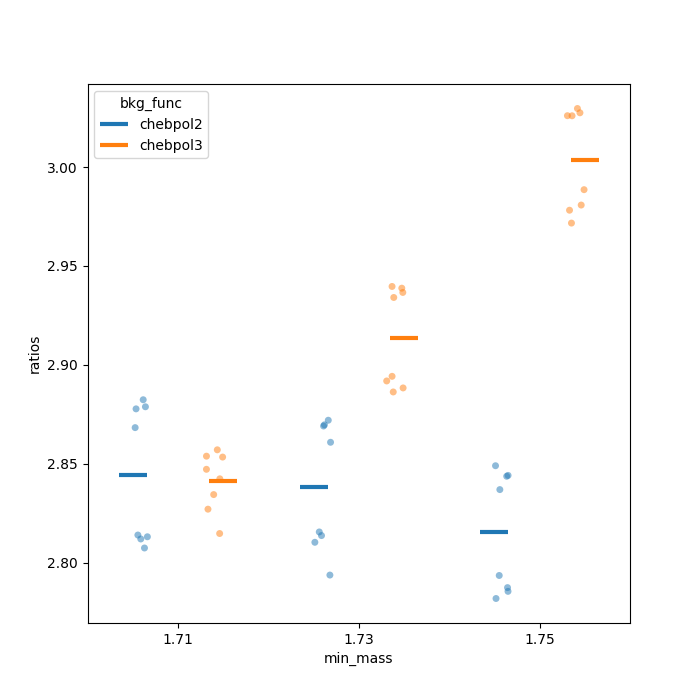 bkg_func
chebpol2
chebpol3
3.00
2.95
2.90
2.85
2.80
ratios
1.71
1.73
1.75
min_mass